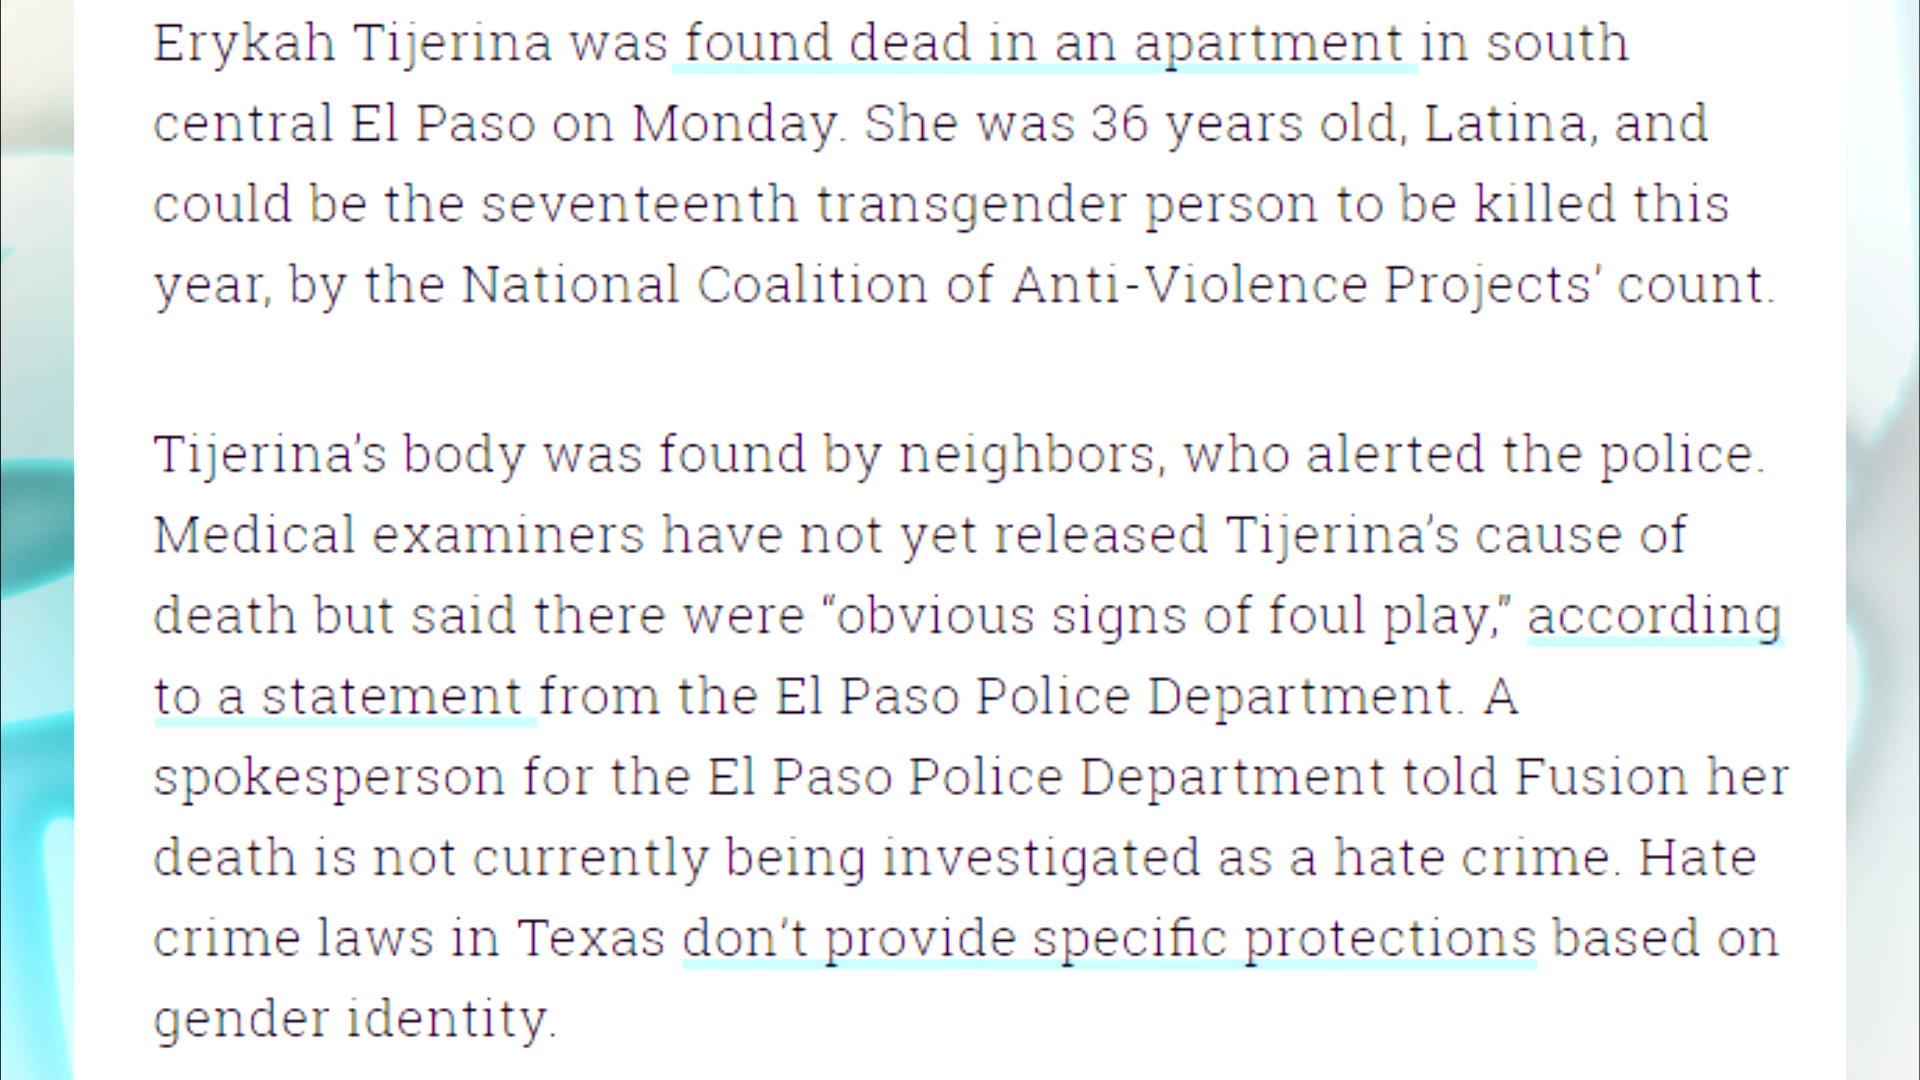 Erykah Tijerina was found dead in an apartment in south
central El Paso on Monday. She was 36 years old, Latina, and
could be the seventeenth transgender person to be killed this
year, by the National Coalition of Anti-Violence Projects’ count.
Tijerina’s body was found by neighbors, who alerted the police.
Medical examiners have not yet released Tijerina’s cause of
death but said there were “obvious signs of foul play,” according
to a statement from the El Paso Police Department. A
spokesperson for the El Paso Police Department told Fusion her
death is not currently being investigated as a hate crime. Hate
crime laws in Texas don’t provide specific protections based on
gender identity.